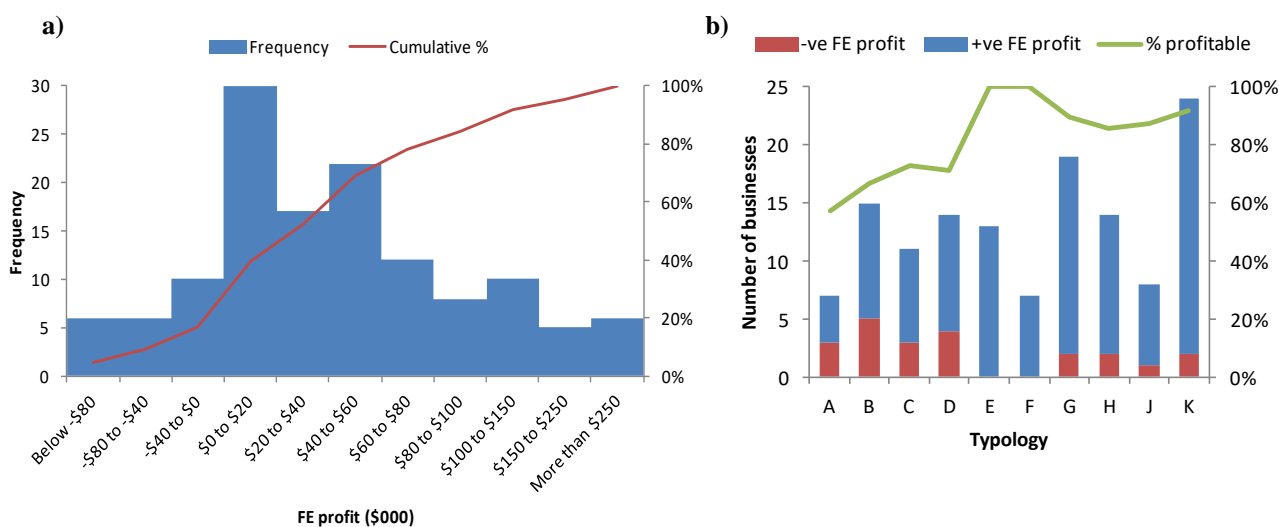 a)
Frequency
Cumulative %
30
25
20
15
10
5
0
100%
80%
60%
40%
20%
0%
Frequency
Below -$80
-$80 to -$40
-$40 to $0
$0 to $20
$20 to $40
$40 to $60
$60 to $80
$80 to $100
$100 to $150
$150 to $250
More than $250
FE profit ($000)
b)
-ve FE profit
+ve FE profit
% profitable
25
20
15
10
5
0
100%
80%
60%
40%
20%
0%
Number of businesses
A B C D E F G H J K
Typology